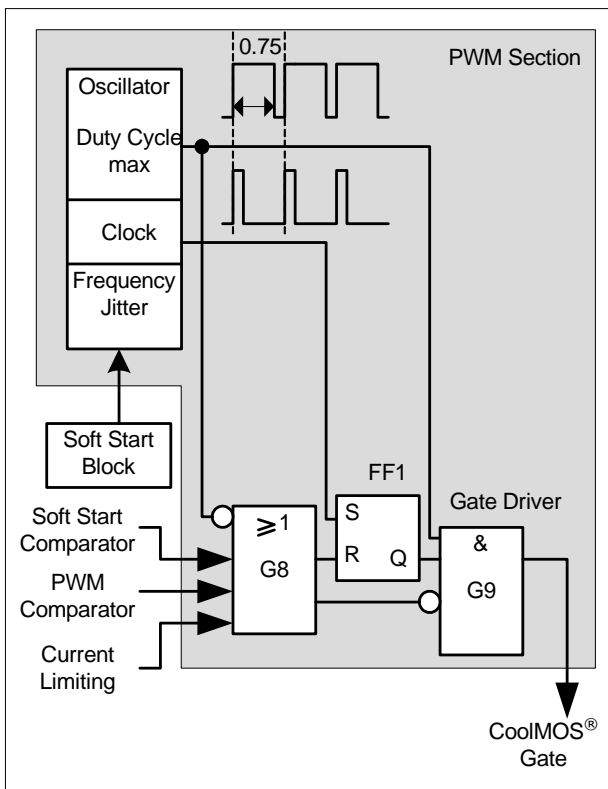 0.75
PWM Section
Oscillator
Duty Cycle
max
Clock
Frequency
Jitter
Soft Start
Block
FF1
Gate Driver
Soft Start
Comparator
PWM
Comparator
Current
Limiting
⩾1
G8
S
R
Q
&
G9
CoolMOS®
Gate